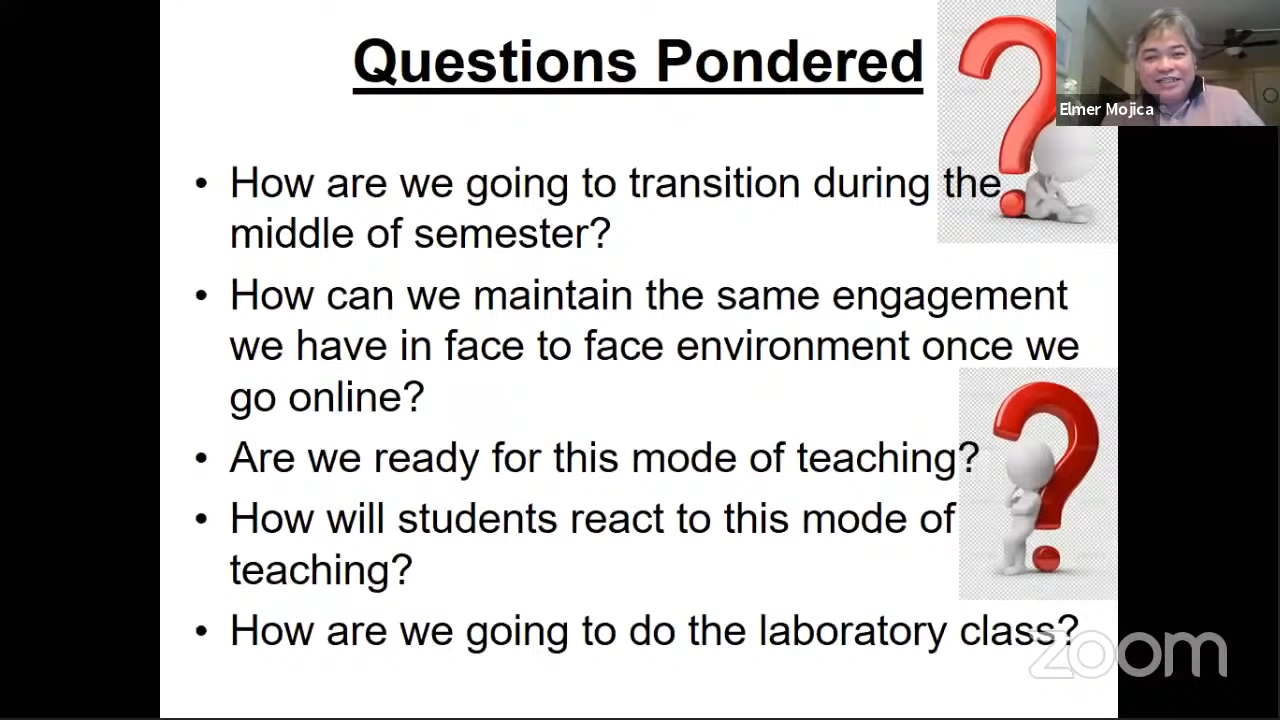 Questions Pondered
Elmer Mojica
• How are we going to transition during the
middle of semester?
• How can we maintain the same engagement
we have in face to face environment once we
go online?
• Are we ready for this mode of teaching?
• How will students react to this mode of
teaching?
• How are we going to do the laboratory class?
zoom